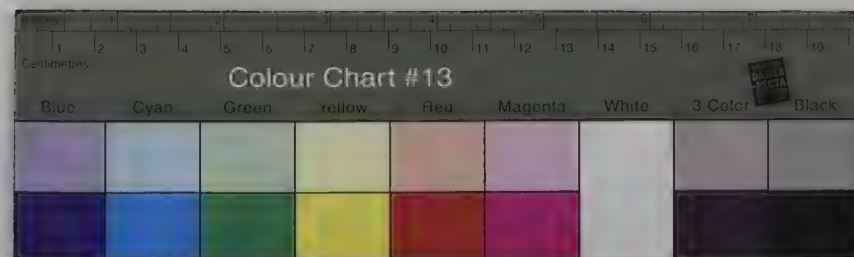 Inches 1 2 3 4 5 6 7 8
1 2 3 4 5 6 7 8 9 10 11 12 13 14 15 16 17 18 19
Centimetres
Colour Chart #13
Blue Cyan Green Yellow Red Magenta White 3 Color Black